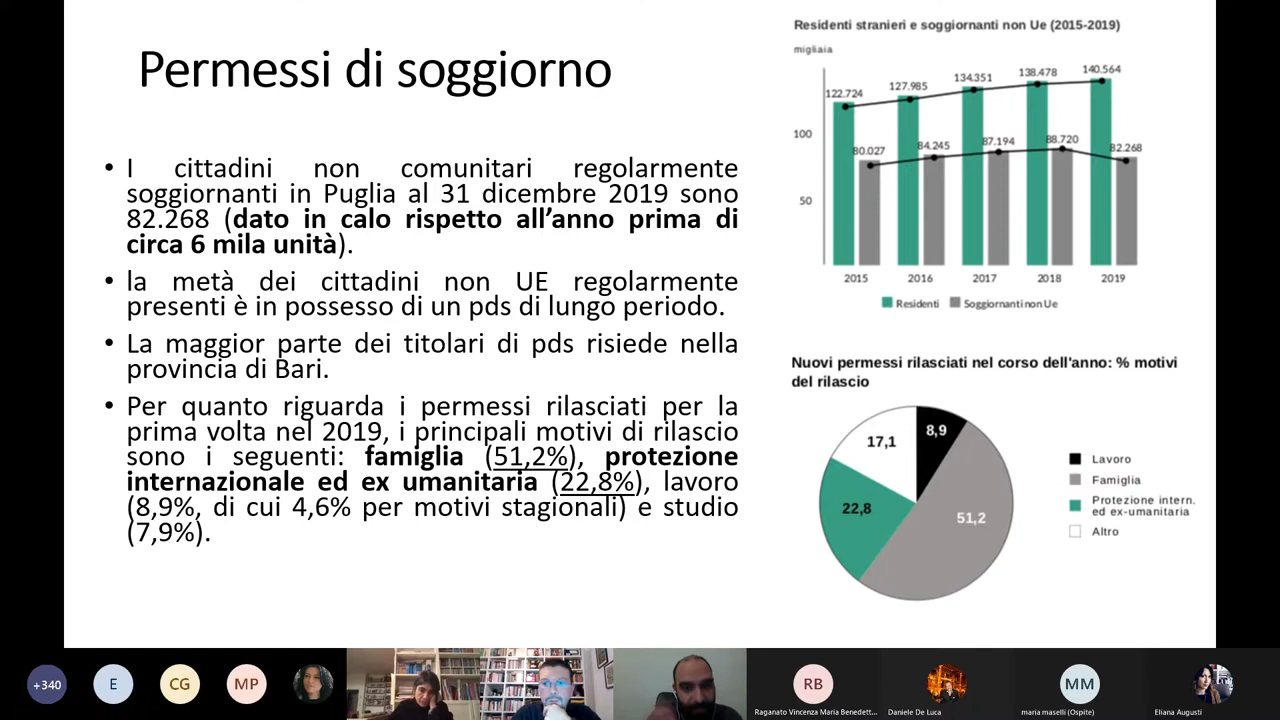 Permessi di soggiorno
• I cittadini non comunitari regolarmente
soggiornanti in Puglia al 31 dicembre 2019 sono
82.268 (dato in calo rispetto all’anno prima di
circa 6 mila unità).
• la metà dei cittadini non UE regolarmente
presenti è in possesso di un pds di lungo periodo.
• La maggior parte dei titolari di pds risiede nella
provincia di Bari.
• Per quanto riguarda i permessi rilasciati per la
prima volta nel 2019, i principali motivi di rilascio
sono i seguenti: famiglia (51,2%), protezione
internazionale ed ex umanitaria (22,8%), lavoro
(8,9%, di cui 4,6% per motivi stagionali) e studio
(7,9%).
Residenti stranieri e soggiornanti non Ue (2015-2019)
migliaia
122.724 127.985 134.351 138.478 140.564
100
80.027 84.245 87.194 88.720 82.268
50
2015 2016 2017 2018 2019
Residenti Soggiornanti non Ue
Nuovi permessi rilasciati nel corso dell'anno: % motivi
del rilascio
17,1 8,9
22,8 51,2
Lavoro
Famiglia
Protezione intern.
ed ex-umanitaria
Altro
+340 E CG MP RB MM
Raganato Vincenza Maria Benedett... Daniele De Luca maria maselli (Ospite) Eliana Augusti